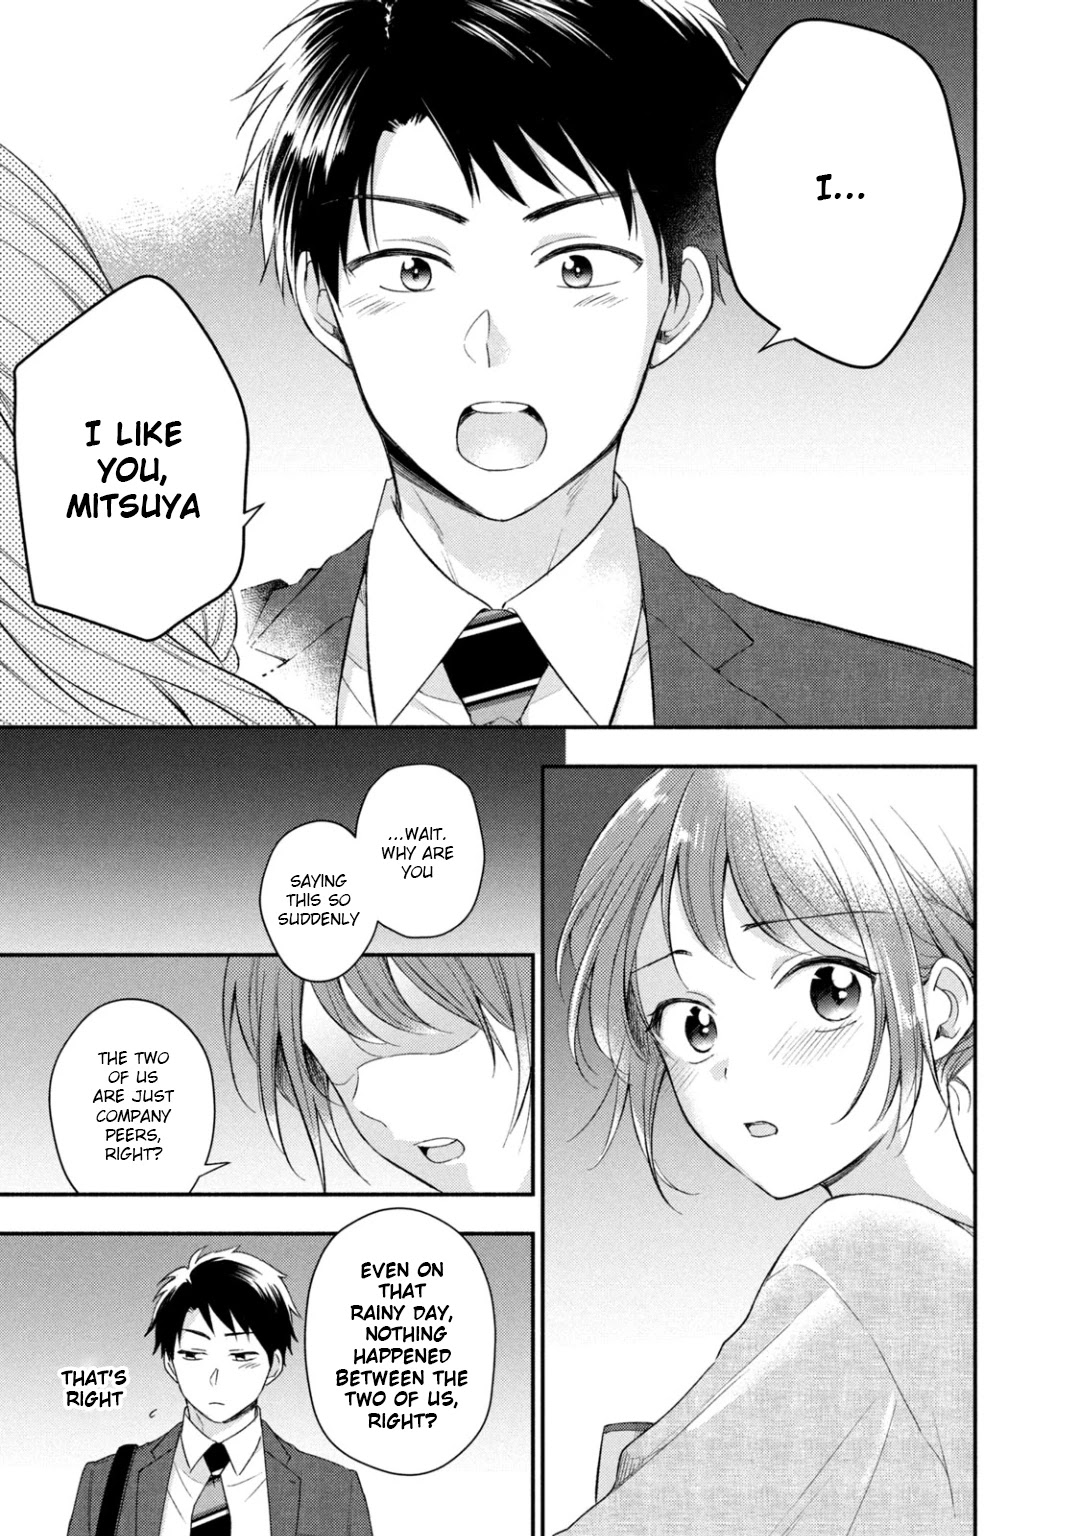 I...
I LIKE
YOU,
MITSUYA
...WAIT.
WHY ARE
YOU
SAYING
THIS SO
SUDDENLY
THE TWO
OF US
ARE JUST
COMPANY
PEERS,
RIGHT?
EVEN ON
THAT
RAINY DAY,
NOTHING
HAPPENED
BETWEEN THE
TWO OF US,
RIGHT?
THAT'S
RIGHT